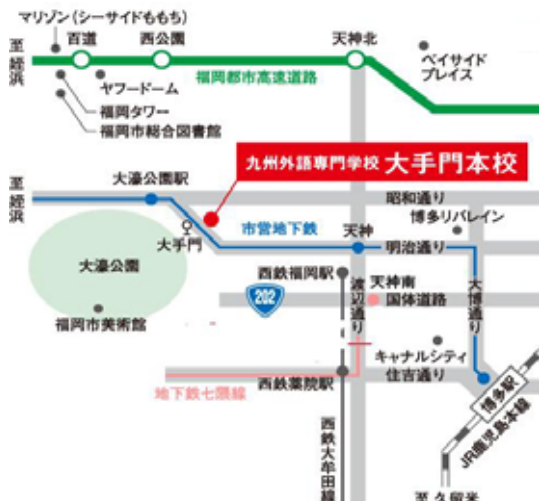 マリゾン（シーサイドももち）
至姪浜
百道
西公園
天神北
ベイサイド
プレイス
福岡都市高速道路
ヤフードーム
福岡タワー
福岡市総合図書館
九州外語専門学校 大手門本校
至姪浜
大濠公園駅
昭和通り
博多リバレイン
市営地下鉄
天神
明治通り
大手門
大濠公園
西鉄福岡駅
渡辺通り
天神南
国体道路
大博通り
202
福岡市美術館
キャナルシティ
住吉通り
地下鉄七隈線
西鉄薬院駅
博多駅
JR鹿児島本線
西鉄大牟田線
至 久留米